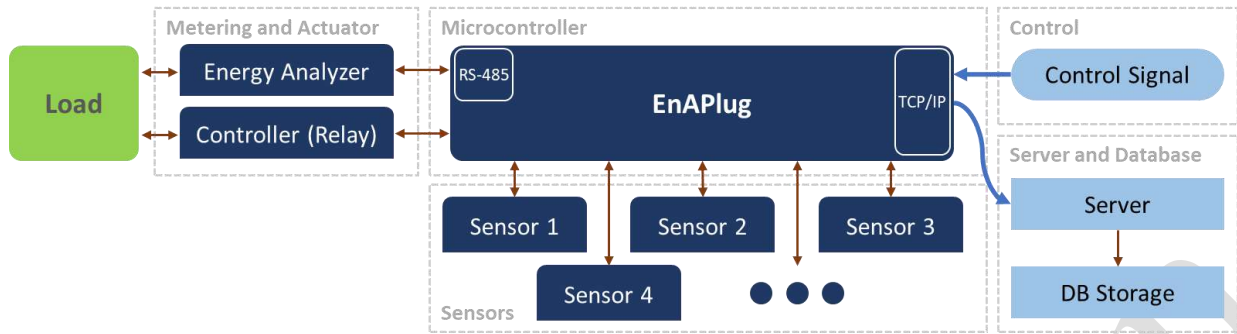 Metering and Actuator
Microcontroller
Control
Load
Energy Analyzer
Controller (Relay)
RS-485
EnAPlug
TCP/IP
Control Signal
Server and Database
Server
DB Storage
Sensor 1
Sensor 2
Sensor 3
Sensor 4
Sensors